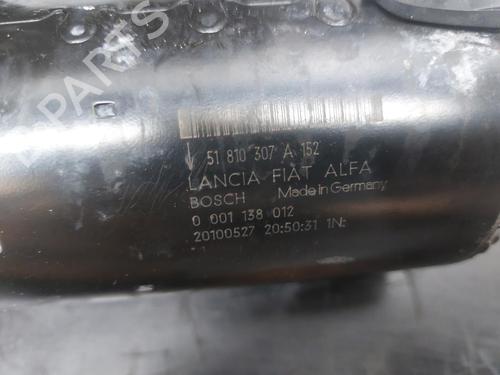 51 810 307 A 152
LANCIA FIAT ALFA
BOSCH Made in Germany
0 001 138 012
20100527 20:50:31 1N:
PARTS